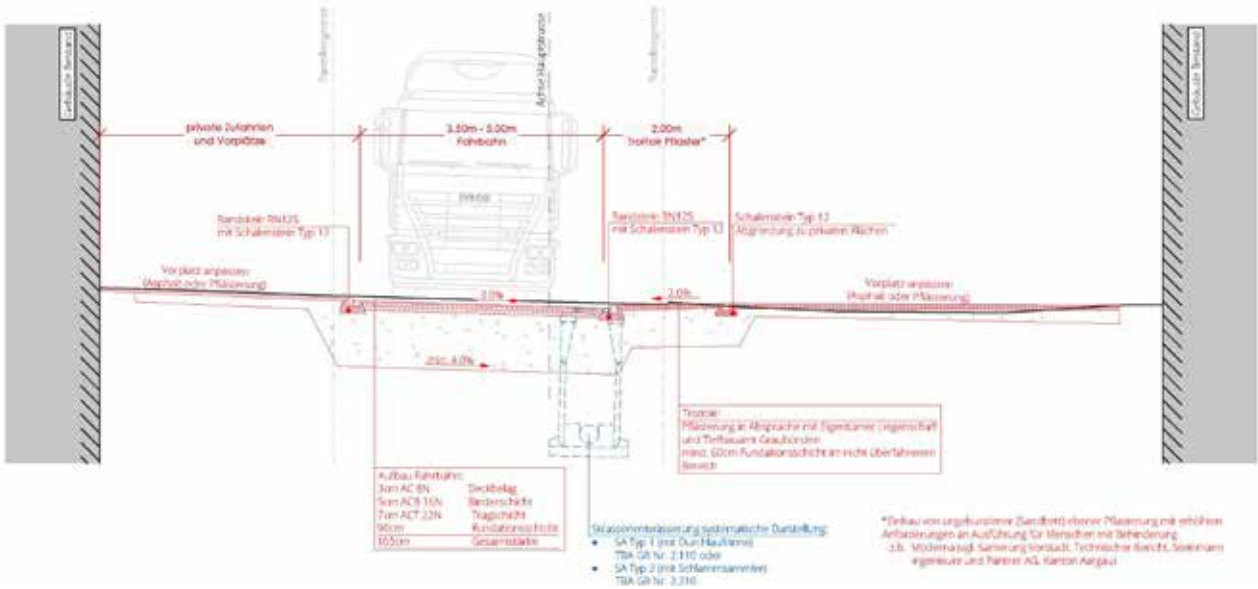 Gebäude Bestand
Parzellengrenze
Achse Hauptstrasse
Parzellengrenze
Gebäude Bestand
private Zufahrten
und Vorplätze
3.50m - 5.00m
Fahrbahn
2.00m
Trottoir Pflaster*
IVECO
Randstein RN12S
mit Schalenstein Typ 12
Randstein RN12S
mit Schalenstein Typ 12
Schalenstein Typ 12
Abgrenzung zu privaten Flächen
Vorplatz anpassen
(Asphalt oder Pflästerung)
3.0%
2.0%
Vorplatz anpassen
(Asphalt oder Pflästerung)
min. 4.0%
Trottoir:
Pflästerung in Absprache mit Eigentümer Liegenschaft
und Tiefbauamt Graubünden
mind. 60cm Fundationsschicht im nicht überfahrenen
Bereich
Aufbau Fahrbahn:
3cm AC 8N Deckbelag
5cm ACB 16N Binderschicht
7cm ACT 22N Tragschicht
90cm Fundationsschicht
105cm Gesamtstärke
Strassenentwässerung systematische Darstellung:
• SA Typ 1 (mit Durchlaufrinne)
TBA GR Nr. 2.110 oder
• SA Typ 2 (mit Schlammsammler)
TBA GR Nr.
*Einbau von ungebundener (Sandbett) ebener Pflästerung mit erhöhten
Anforderungen an Ausführung für Menschen mit Behinderung
z.B. Sanierung Vorstadt, Technischer Bericht,
Ingenieure und Partner AG, Kanton Aargau)